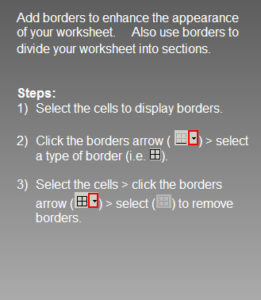 Add borders to enhance the appearance
of your worksheet. Also use borders to
divide your worksheet into sections.
Steps:
1) Select the cells to display borders.
2) Click the borders arrow ( ) > select
a type of border (i.e. ).
3) Select the cells > click the borders
arrow ( ) > select ( ) to remove
borders.